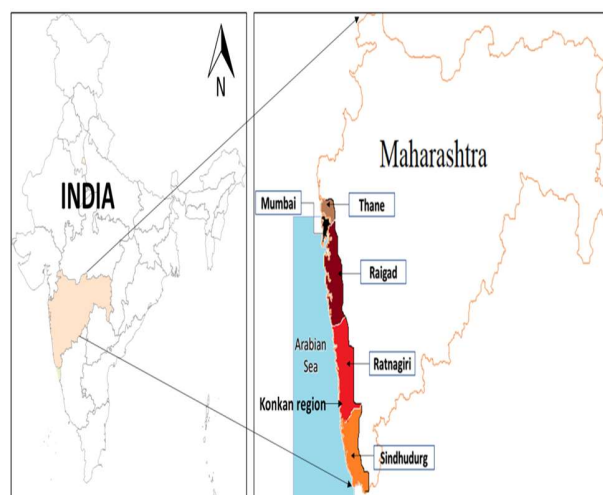 N
INDIA
Maharashtra
Mumbai
Thane
Raigad
Arabian
Sea
Ratnagiri
Konkan region
Sindhudurg